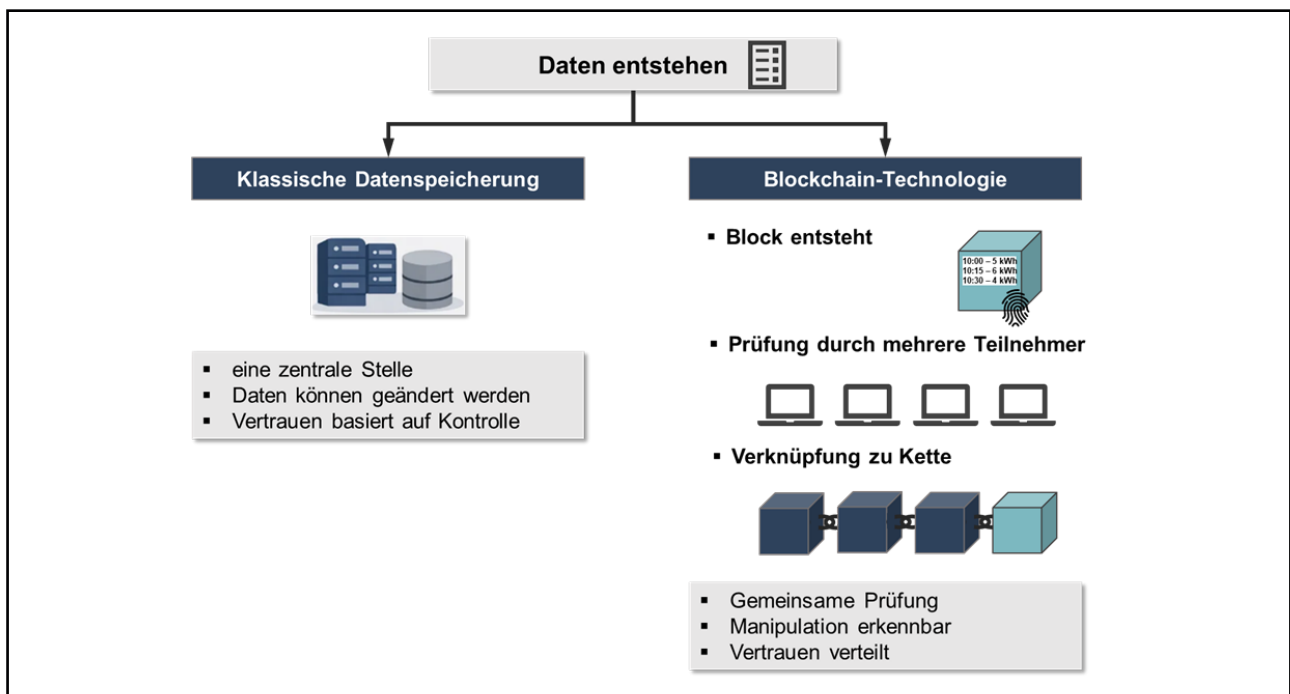 Daten entstehen
Klassische Datenspeicherung
▪ eine zentrale Stelle
▪ Daten können geändert werden
▪ Vertrauen basiert auf Kontrolle
Blockchain-Technologie
▪ Block entsteht
10:00 – 5 kWh
10:15 – 6 kWh
10:30 – 4 kWh
▪ Prüfung durch mehrere Teilnehmer
▪ Verknüpfung zu Kette
▪ Gemeinsame Prüfung
▪ Manipulation erkennbar
▪ Vertrauen verteilt